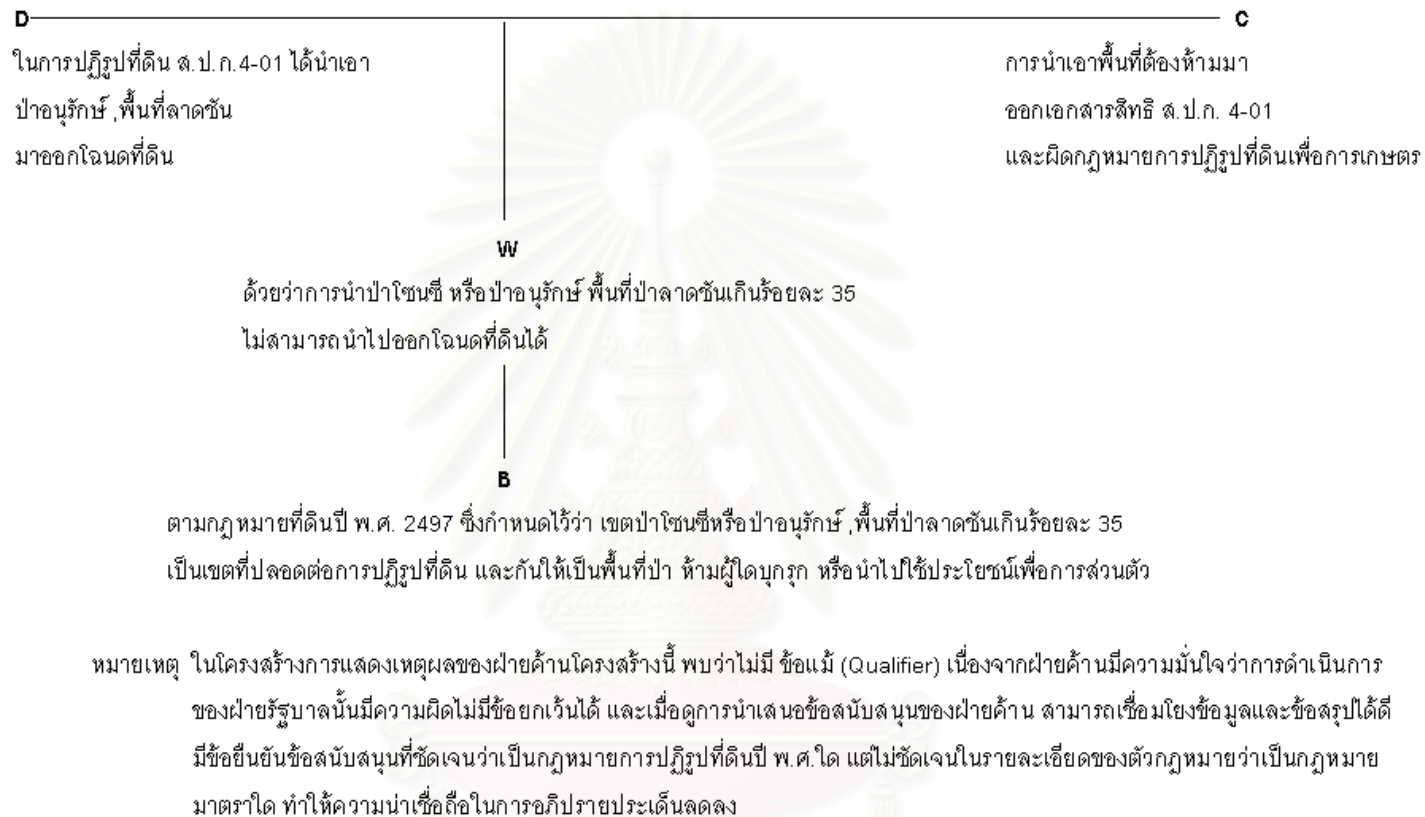 D C
ในการปฏิรูปที่ดิน ส.ป.ก.4-01 ได้นำเอา
ป่าอนุรักษ์ ,พื้นที่ลาดชัน
มาออกโฉนดที่ดิน
การนำเอาพื้นที่ต้องห้ามมา
ออกเอกสารสิทธิ ส.ป.ก. 4-01
และผิดกฎหมายการปฏิรูปที่ดินเพื่อการเกษตร
W
ด้วยว่าการนำป่าโซนซี หรือป่าอนุรักษ์ พื้นที่ป่าลาดชันเกินร้อยละ 35
ไม่สามารถนำไปออกโฉนดที่ดินได้
B
ตามกฎหมายที่ดินปี พ.ศ. 2497 ซึ่งกำหนดไว้ว่า เขตป่าโซนซีหรือป่าอนุรักษ์ ,พื้นที่ป่าลาดชันเกินร้อยละ 35
เป็นเขตที่ปลอดต่อการปฏิรูปที่ดิน และกันให้เป็นพื้นที่ป่า ห้ามผู้ใดบุกรุก หรือนำไปใช้ประโยชน์เพื่อการส่วนตัว
หมายเหตุ ในโครงสร้างการแสดงเหตุผลของฝ่ายค้านโครงสร้างนี้ พบว่าไม่มี ข้อแม้ (Qualifier) เนื่องจากฝ่ายค้านมีความมั่นใจว่าการดำเนินการ
ของฝ่ายรัฐบาลนั้นมีความผิดไม่มีข้อยกเว้นได้ และเมื่อดูการนำเสนอข้อสนับสนุนของฝ่ายค้าน สามารถเชื่อมโยงข้อมูลและข้อสรุปได้ดี
มีข้อยืนยันข้อสนับสนุนที่ชัดเจนว่าเป็นกฎหมายการปฏิรูปที่ดินปี พ.ศ.ใด แต่ไม่ชัดเจนในรายละเอียดของตัวกฎหมายว่าเป็นกฎหมาย
มาตราใด ทำให้ความน่าเชื่อถือในการอภิปรายประเด็นลดลง